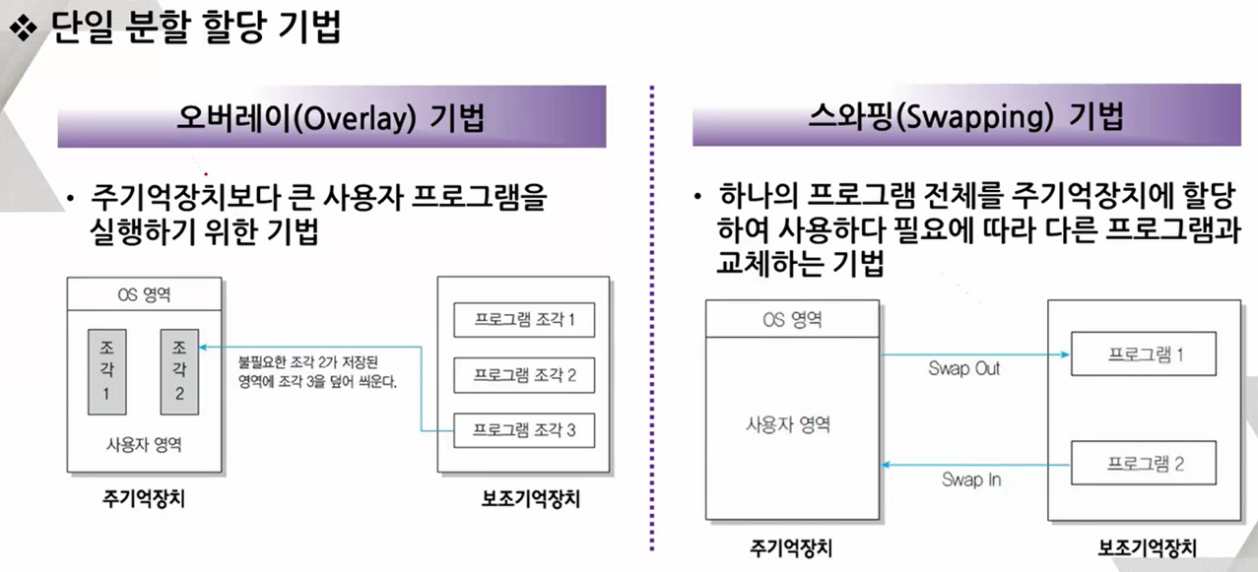 ❖ 단일 분할 할당 기법
오버레이(Overlay) 기법
• 주기억장치보다 큰 사용자 프로그램을
실행하기 위한 기법
OS 영역
조각1
조각2
사용자 영역
주기억장치
불필요한 조각 2가 저장된
영역에 조각 3을 덮어 씌운다.
프로그램 조각 1
프로그램 조각 2
프로그램 조각 3
보조기억장치
스와핑(Swapping) 기법
• 하나의 프로그램 전체를 주기억장치에 할당
하여 사용하다 필요에 따라 다른 프로그램과
교체하는 기법
OS 영역
사용자 영역
주기억장치
Swap Out
Swap In
프로그램 1
프로그램 2
보조기억장치